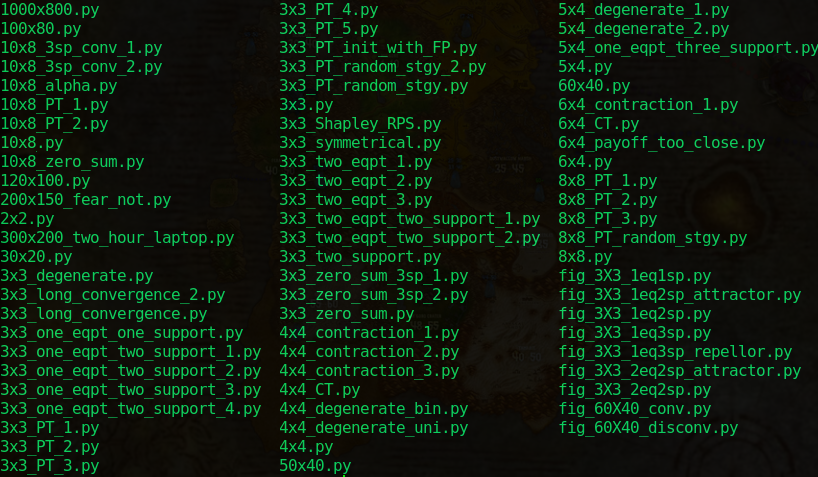 1000x800.py
100x80.py
10x8_3sp_conv_1.py
10x8_3sp_conv_2.py
10x8_alpha.py
10x8_PT_1.py
10x8_PT_2.py
10x8.py
10x8_zero_sum.py
120x100.py
200x150_fear_not.py
2x2.py
300x200_two_hour_laptop.py
30x20.py
3x3_degenerate.py
3x3_long_convergence_2.py
3x3_long_convergence.py
3x3_one_eqpt_one_support.py
3x3_one_eqpt_two_support_1.py
3x3_one_eqpt_two_support_2.py
3x3_one_eqpt_two_support_3.py
3x3_one_eqpt_two_support_4.py
3x3_PT_1.py
3x3_PT_2.py
3x3_PT_3.py
3x3_PT_4.py
3x3_PT_5.py
3x3_PT_init_with_FP.py
3x3_PT_random_stgy_2.py
3x3_PT_random_stgy.py
3x3.py
3x3_Shapley_RPS.py
3x3_symmetrical.py
3x3_two_eqpt_1.py
3x3_two_eqpt_2.py
3x3_two_eqpt_3.py
3x3_two_eqpt_two_support_1.py
3x3_two_eqpt_two_support_2.py
3x3_two_support.py
3x3_zero_sum_3sp_1.py
3x3_zero_sum_3sp_2.py
3x3_zero_sum.py
4x4_contraction_1.py
4x4_contraction_2.py
4x4_contraction_3.py
4x4_CT.py
4x4_degenerate_bin.py
4x4_degenerate_uni.py
4x4.py
50x40.py
5x4_degenerate_1.py
5x4_degenerate_2.py
5x4_one_eqpt_three_support.py
5x4.py
60x40.py
6x4_contraction_1.py
6x4_CT.py
6x4_payoff_too_close.py
6x4.py
8x8_PT_1.py
8x8_PT_2.py
8x8_PT_3.py
8x8_PT_random_stgy.py
8x8.py
fig_3X3_1eq1sp.py
fig_3X3_1eq2sp_attractor.py
fig_3X3_1eq2sp.py
fig_3X3_1eq3sp.py
fig_3X3_1eq3sp_repellor.py
fig_3X3_2eq2sp_attractor.py
fig_3X3_2eq2sp.py
fig_60X40_conv.py
fig_60X40_disconv.py